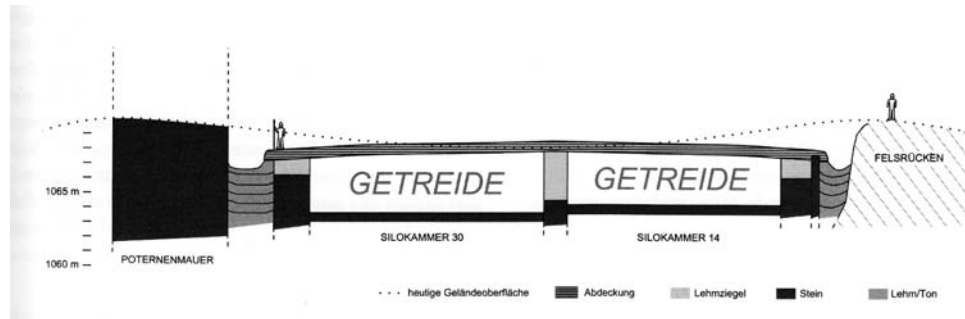 GETREIDE
GETREIDE
FELSRÜCKEN
1065 m
SILOKAMMER 30
SILOKAMMER 14
POTERNENMAUER
1060 m
heutige Geländeoberfläche
Abdeckung
Lehmziegel
Stein
Lehm/Ton